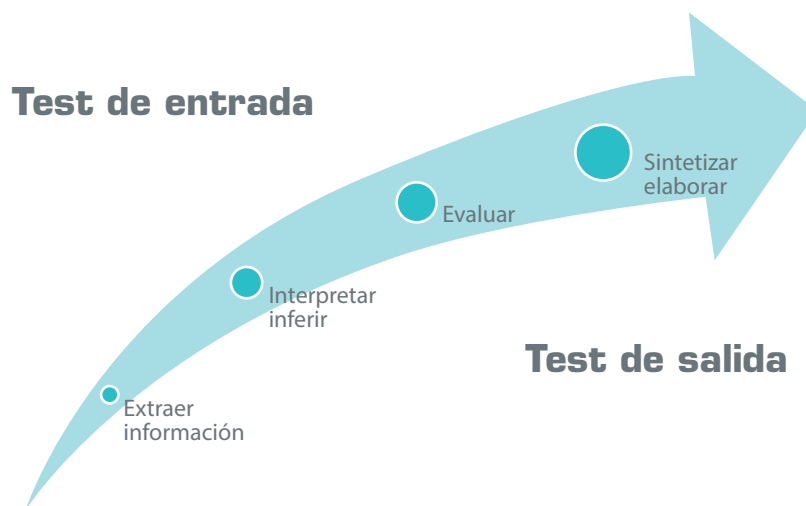 Test de entrada
Sintetizar
elaborar
Evaluar
Interpretar
inferir
Test de salida
Extraer
información